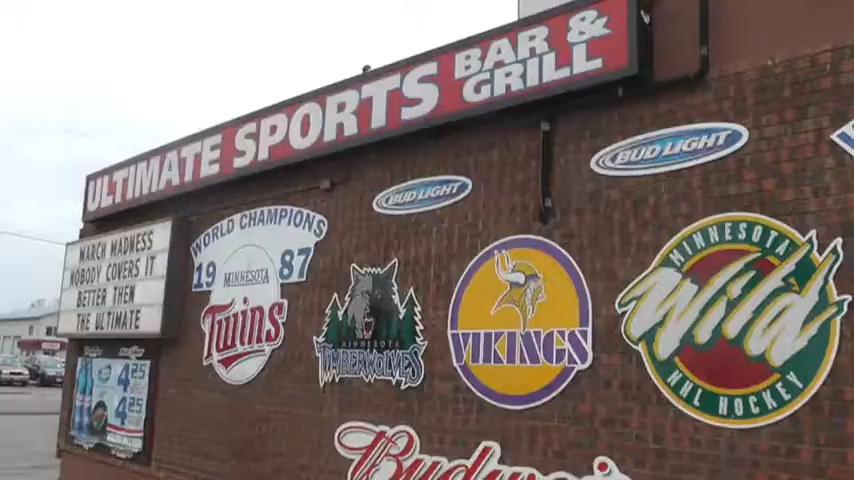 ULTIMATE SPORTS BAR & GRILL
BUD LIGHT
BUD LIGHT
MARCH MADNESS
NOBODY COVERS IT
BETTER THEN
THE ULTIMATE
WORLD CHAMPIONS
19 87
MINNESOTA
Twins
MINNESOTA
TIMBERWOLVES
VIKINGS
MINNESOTA
Wild
NHL HOCKEY
4.25
4.25